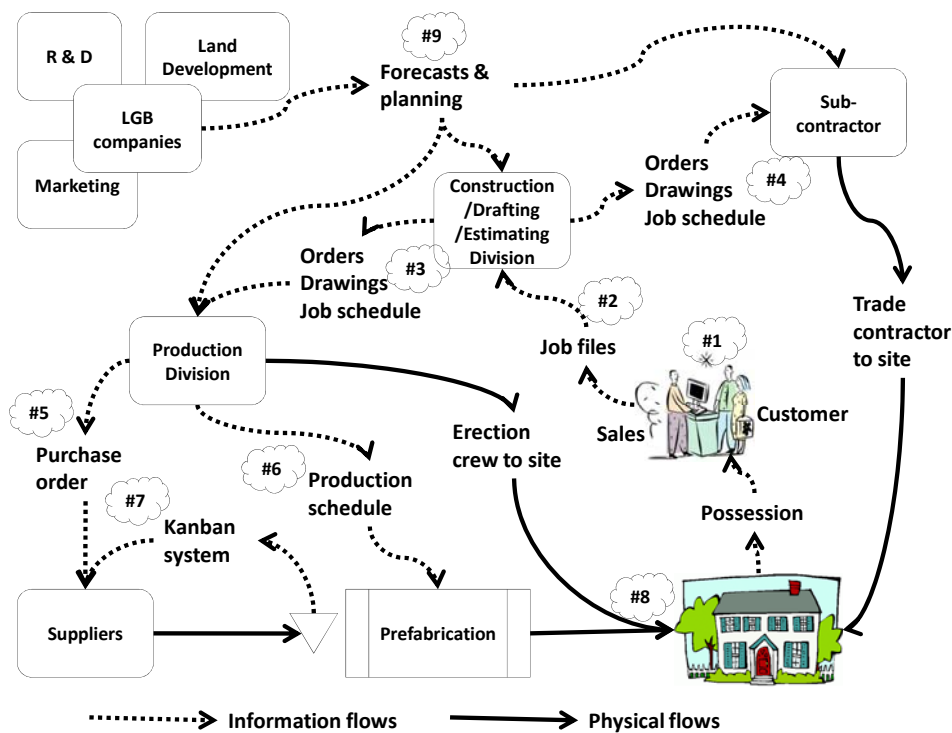 #9
R & D
Land
Development
Forecasts &
planning
LGB
companies
Sub-
contractor
Marketing
Orders
Drawings
Job schedule
#4
Construction
/Drafting
/Estimating
Division
Orders
Drawings
Job schedule
#3
#2
Job files
#1
Trade
contractor
to site
Production
Division
Sales
Customer
#5
Purchase
order
Erection
crew to site
#6
Production
schedule
#7
Kanban
system
Possession
#8
Suppliers
Prefabrication
Information flows
Physical flows